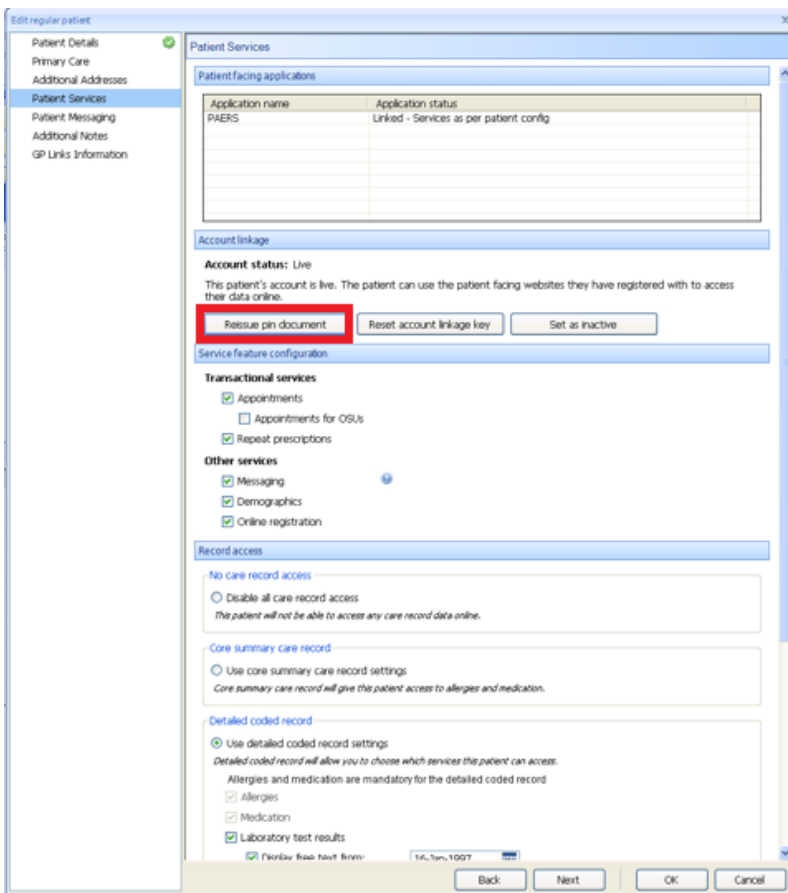 Edit regular patient
Patient Details
Primary Care
Additional Addresses
Patient Services
Patient Messaging
Additional Notes
GP Links Information
Patient Services
Patient facing applications
Application name Application status
PAERS Linked - Services as per patient config
Account linkage
Account status: Live
This patient's account is live. The patient can use the patient facing websites they have registered with to access
their data online.
Reissue pin document Reset account linkage key Set as inactive
Service feature configuration
Transactional services
Appointments
Appointments for OSUs
Repeat prescriptions
Other services
Messaging
Demographics
Online registration
Record access
No care record access
Disable all care record access
This patient will not be able to access any care record data online.
Core summary care record
Use core summary care record settings
Core summary care record will give this patient access to allergies and medication.
Detailed coded record
Use detailed coded record settings
Detailed coded record will allow you to choose which services this patient can access.
Allergies and medication are mandatory for the detailed coded record
Allergies
Medication
Laboratory test results
Display free text from: 16-Jan-1997
Back Next OK Cancel